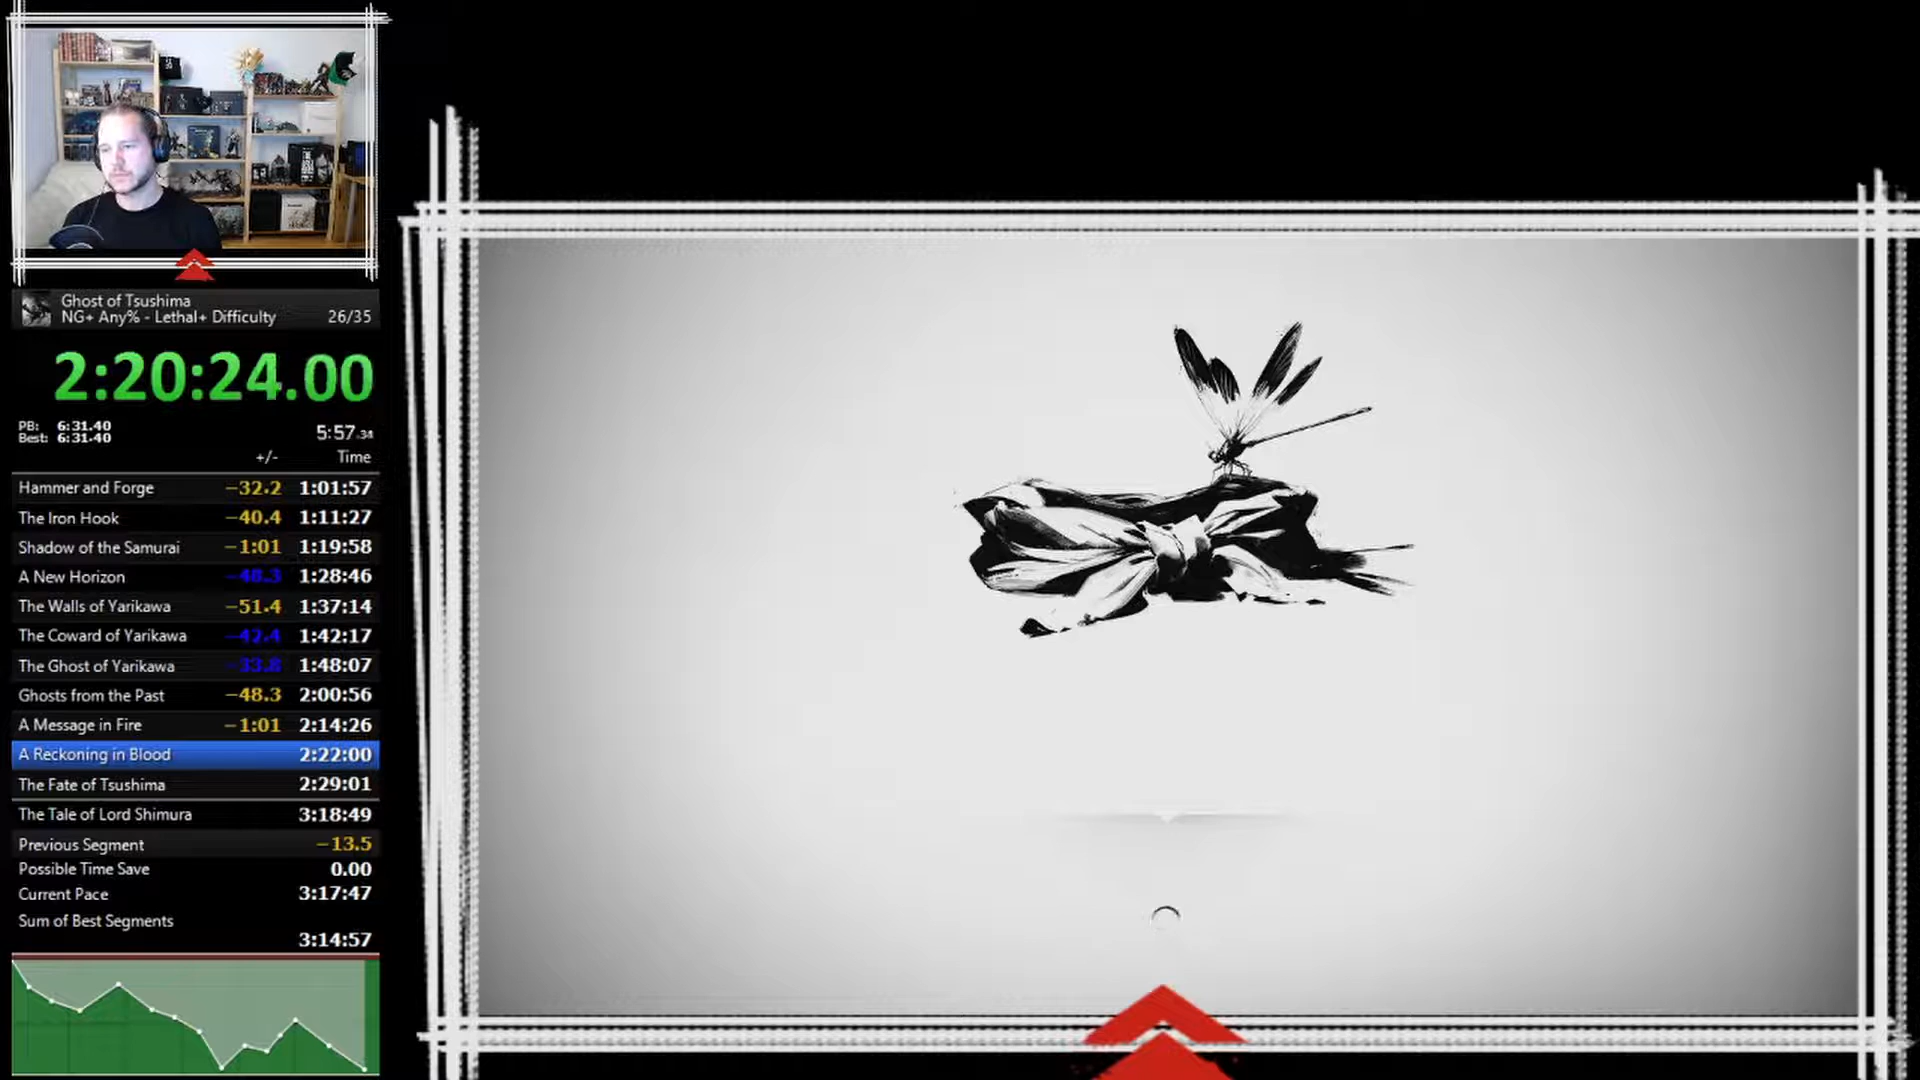 Ghost of Tsushima
NG+ Any% - Lethal+ Difficulty 26/35
2:20:24.00
PB: 6:31.40
Best: 6:31.40 5:57.34
+/- Time
Hammer and Forge −32.2 1:01:57
The Iron Hook −40.4 1:11:27
Shadow of the Samurai −1:01 1:19:58
A New Horizon −48.3 1:28:46
The Walls of Yarikawa −51.4 1:37:14
The Coward of Yarikawa −42.4 1:42:17
The Ghost of Yarikawa −33.8 1:48:07
Ghosts from the Past −48.3 2:00:56
A Message in Fire −1:01 2:14:26
A Reckoning in Blood 2:22:00
The Fate of Tsushima 2:29:01
The Tale of Lord Shimura 3:18:49
Previous Segment −13.5
Possible Time Save 0.00
Current Pace 3:17:47
Sum of Best Segments
3:14:57